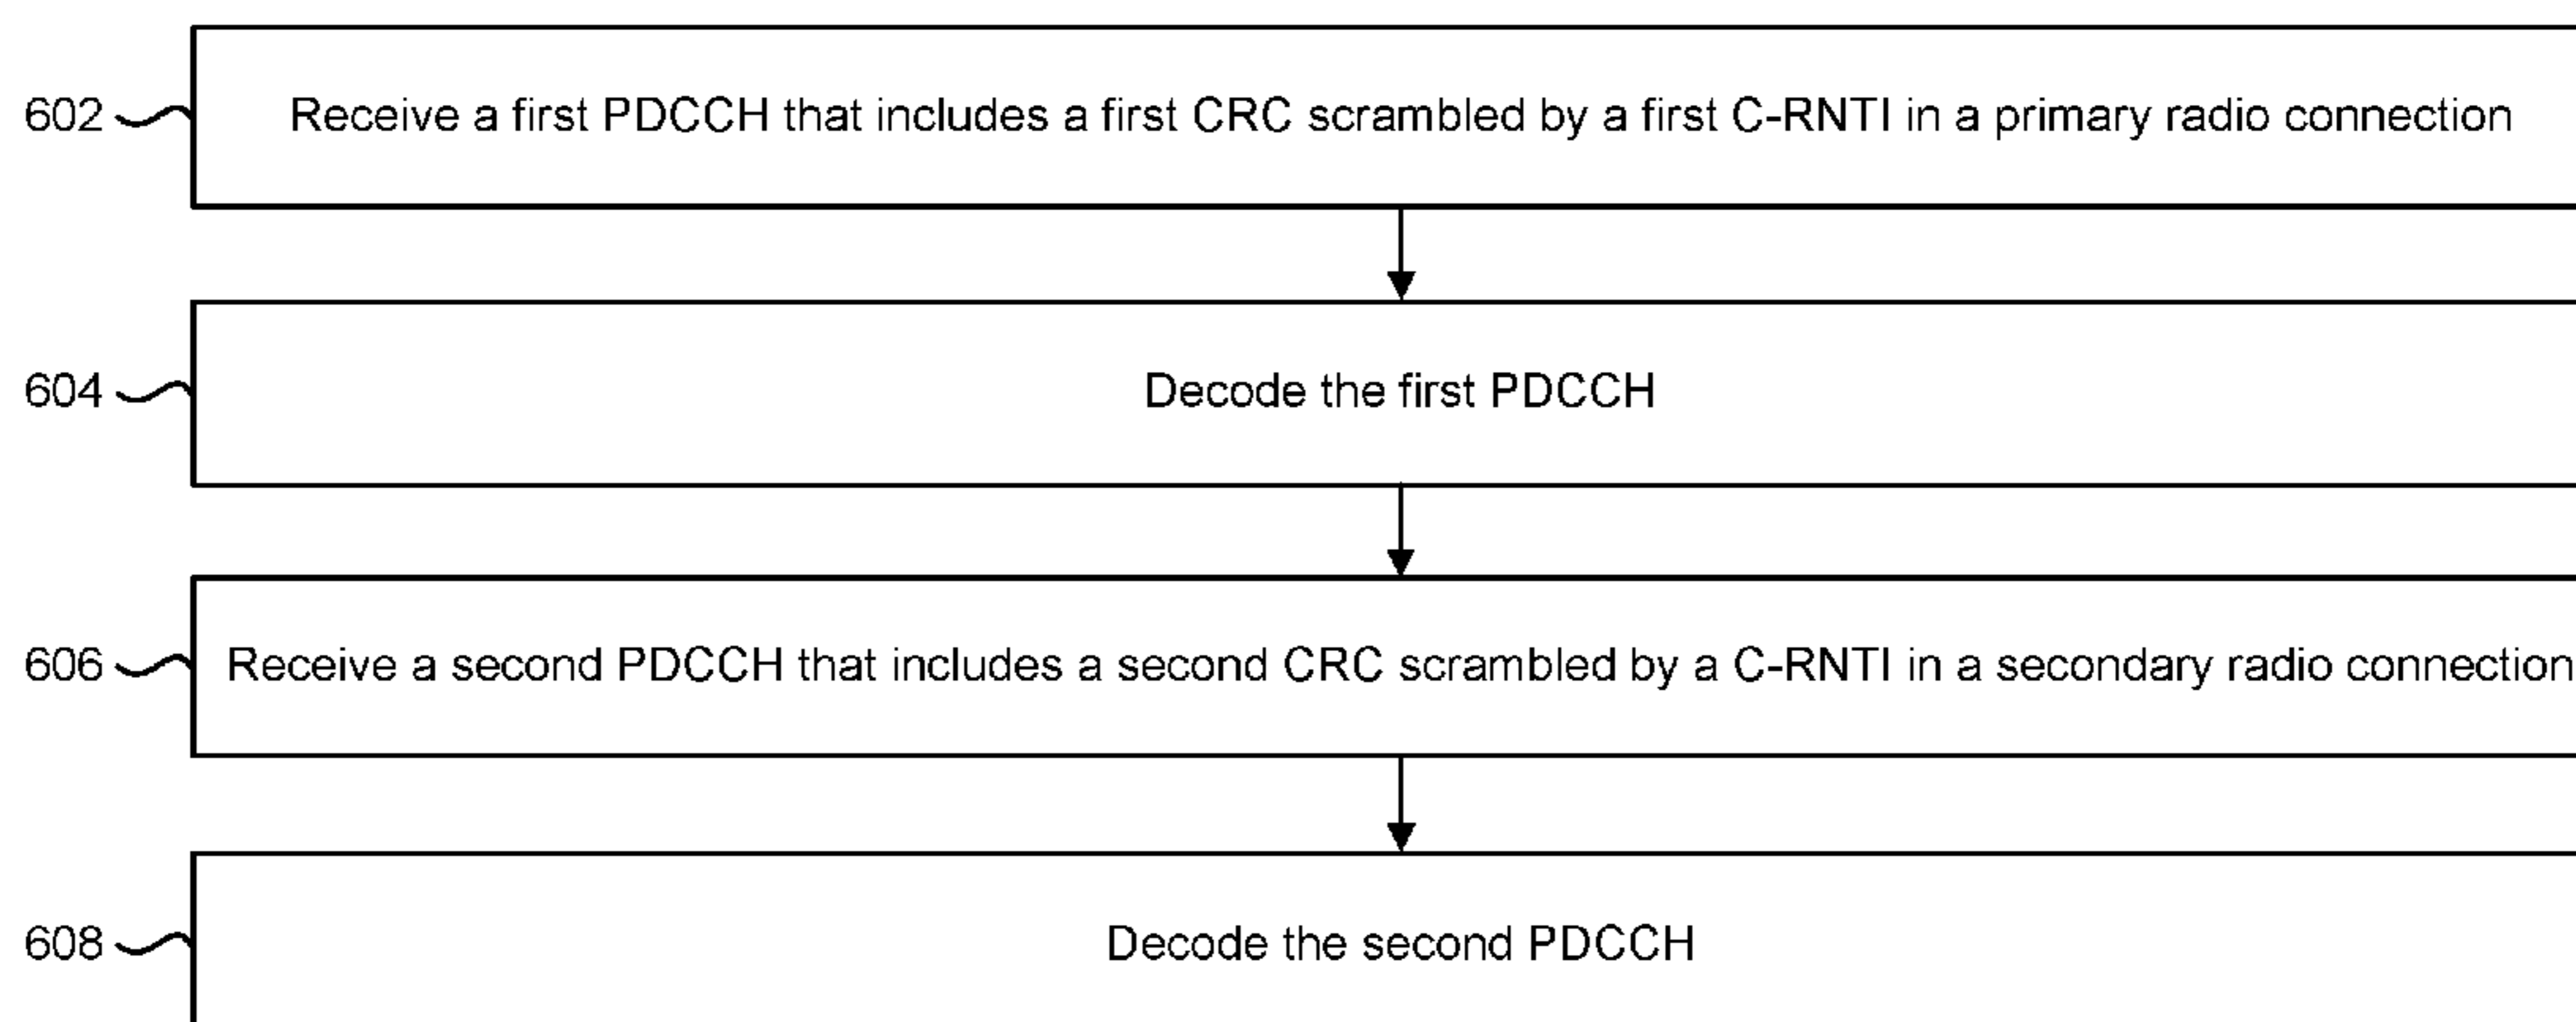 602 Receive a first PDCCH that includes a first CRC scrambled by a first C-RNTI in a primary radio connection
604 Decode the first PDCCH
606 Receive a second PDCCH that includes a second CRC scrambled by a C-RNTI in a secondary radio connection
608 Decode the second PDCCH